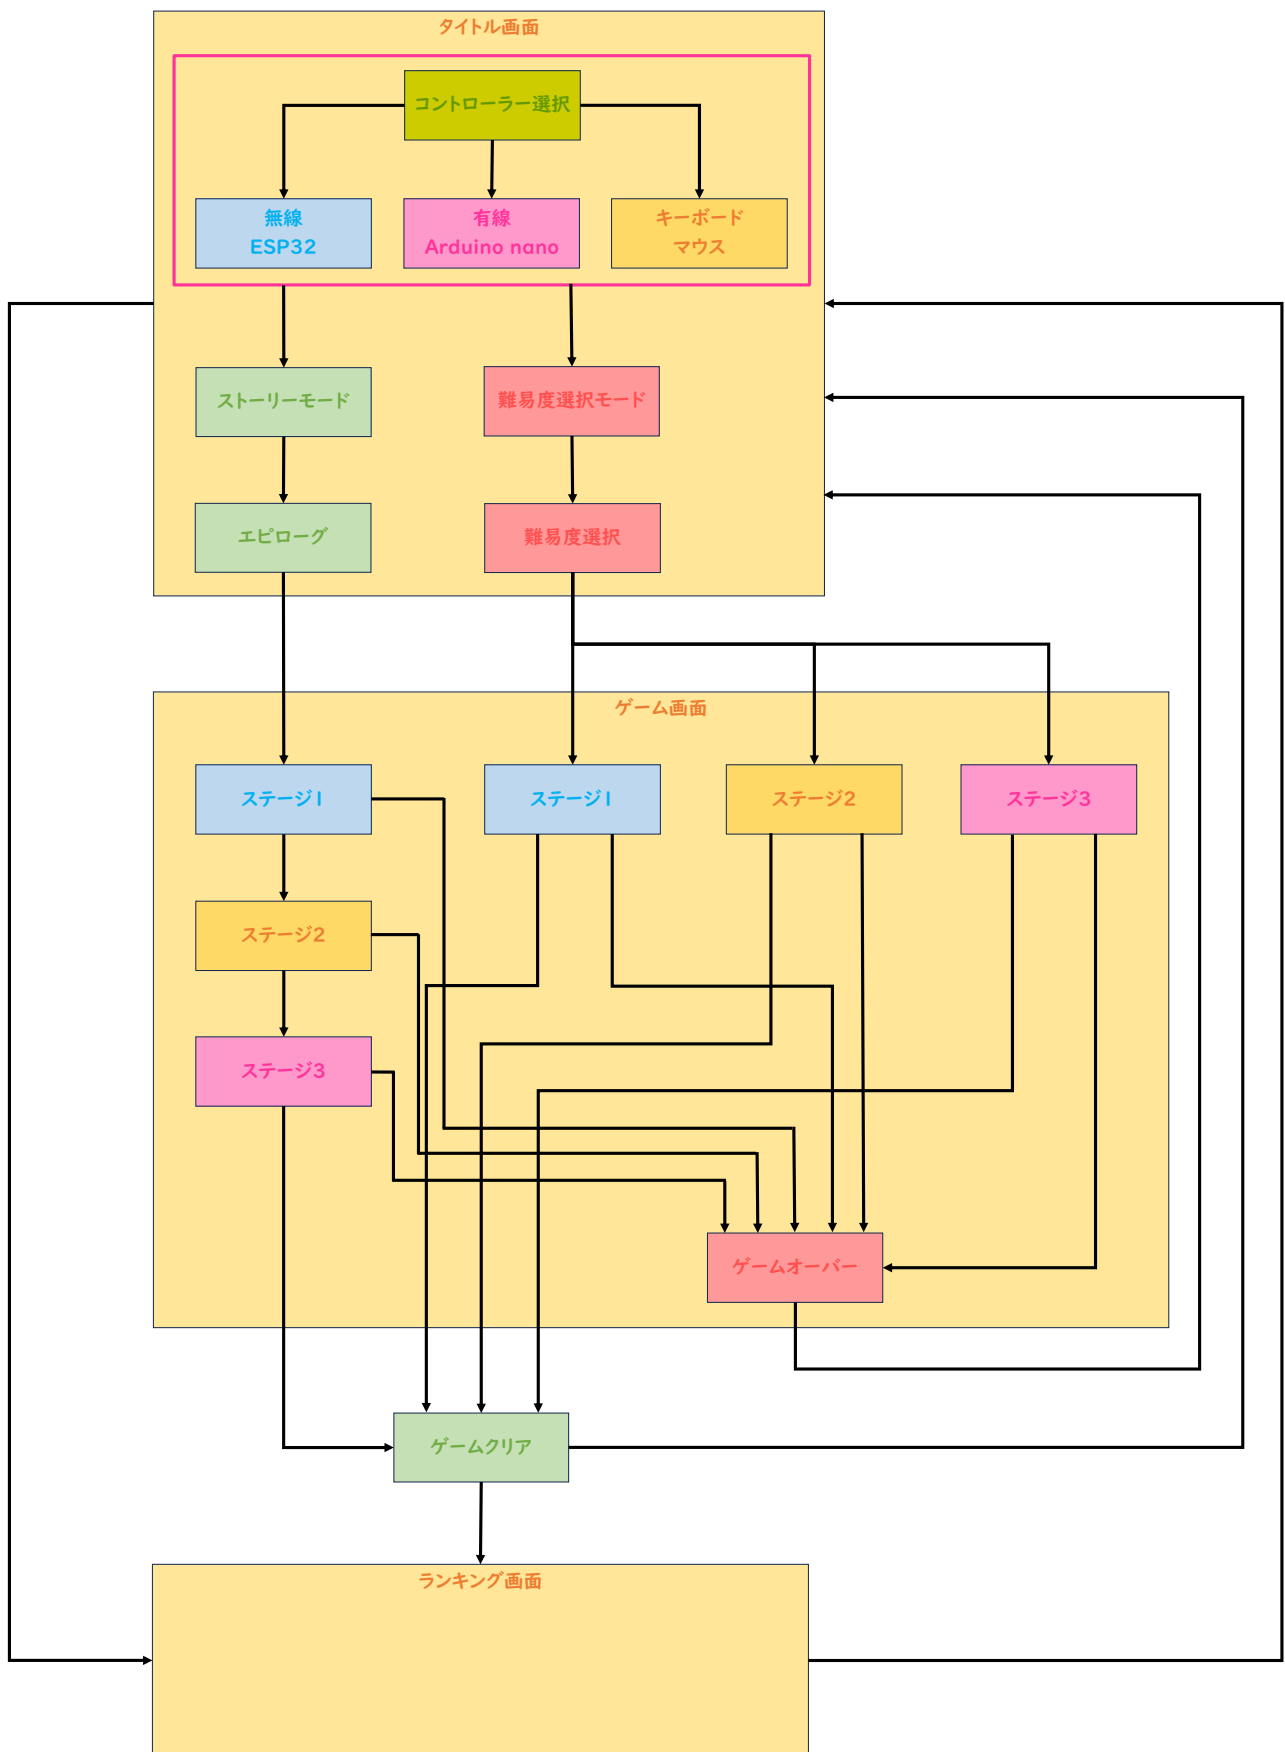 タイトル画面
コントローラー選択
無線
ESP32
有線
Arduino nano
キーボード
マウス
ストーリーモード
難易度選択モード
エピローグ
難易度選択
ゲーム画面
ステージ1
ステージ1
ステージ2
ステージ3
ステージ2
ステージ3
ゲームオーバー
ゲームクリア
ランキング画面